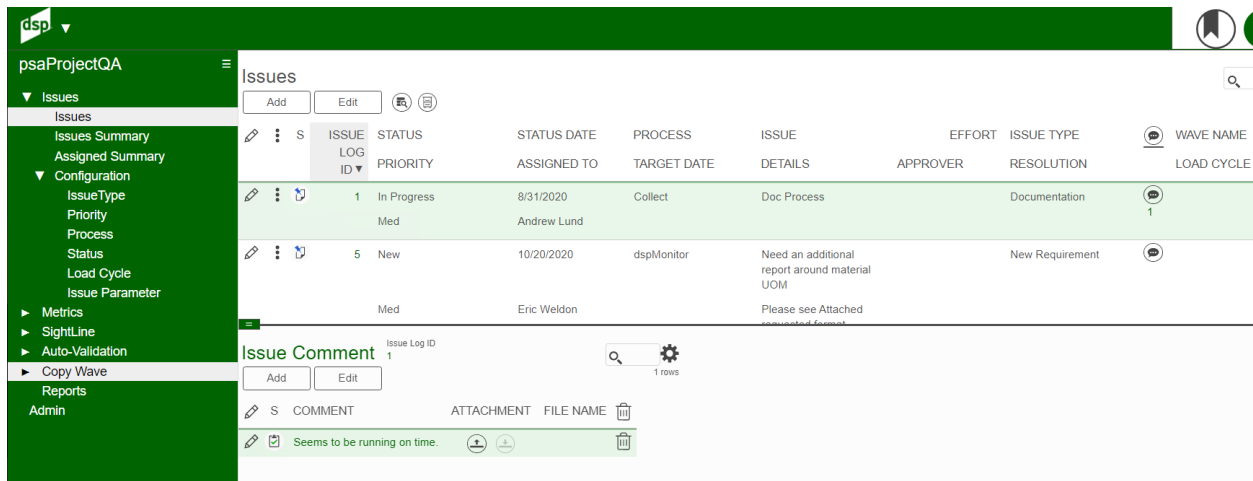 dsp
psaProjectQA
Issues
Issues
Issues Summary
Assigned Summary
Configuration
IssueType
Priority
Process
Status
Load Cycle
Issue Parameter
Metrics
SightLine
Auto-Validation
Copy Wave
Reports
Admin
Issues
Add Edit
S ISSUE LOG ID STATUS STATUS DATE PROCESS ISSUE EFFORT ISSUE TYPE WAVE NAME
PRIORITY ASSIGNED TO TARGET DATE DETAILS APPROVER RESOLUTION LOAD CYCLE
1 In Progress 8/31/2020 Collect Doc Process Documentation
1
Med Andrew Lund
5 New 10/20/2020 dspMonitor Need an additional New Requirement
report around material
UOM
Med Eric Weldon Please see Attached
requested format
Issue Comment Issue Log ID
1
1 rows
Add Edit
S COMMENT ATTACHMENT FILE NAME
Seems to be running on time.